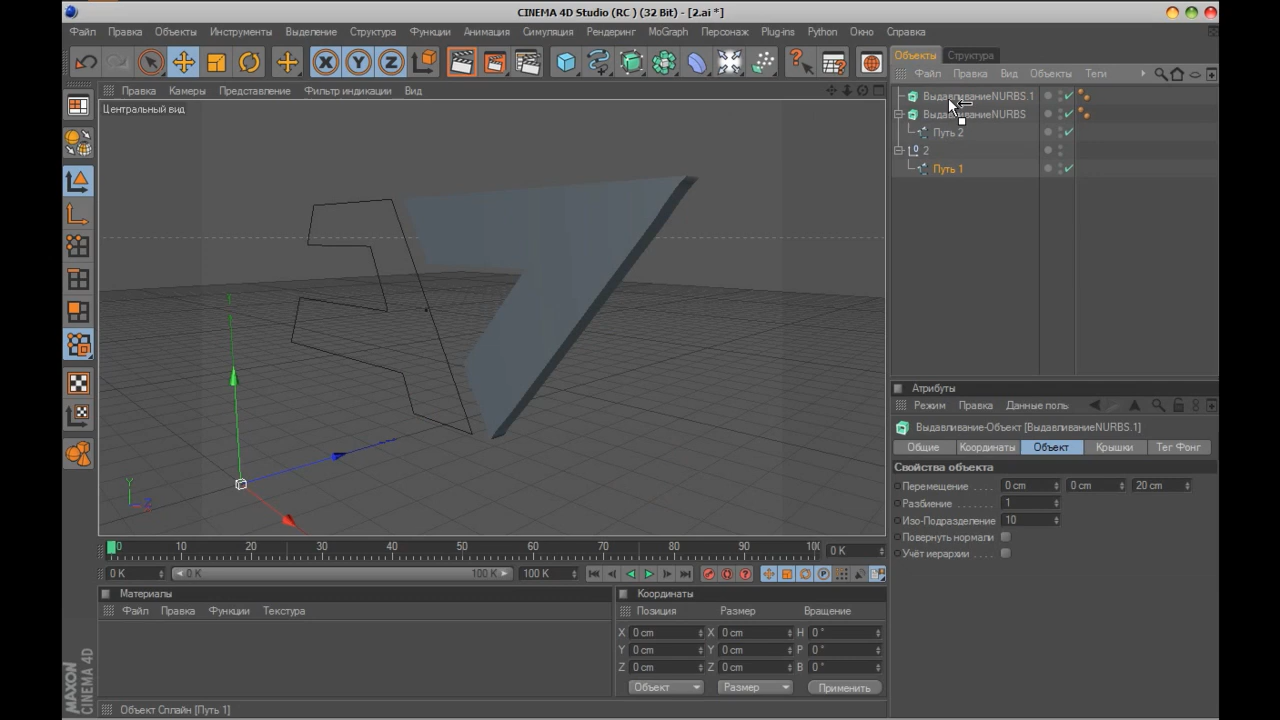 CINEMA 4D Studio (RC ) (32 Bit) - [2.ai *]
Файл Правка Объекты Инструменты Выделение Структура Функции Анимация Симуляция Рендеринг MoGraph Персонаж Plug-ins Python Окно Справка
Объекты Структура
Файл Правка Вид Объекты Теги
Правка Камеры Представление Фильтр индикации Вид
Центральный вид
ВыдавливаниеNURBS.1
ВыдавливаниеNURBS
Путь 2
2
Путь 1
Атрибуты
Режим Правка Данные поль
Выдавливание-Объект [ВыдавливаниеNURBS.1]
Общие Координаты Объект Крышки Тег Фонг
Свойства объекта
Перемещение . . . . 0 cm 0 cm 20 cm
Разбиение . . . . 1
Изо-Подразделение 10
Повернуть нормали
Учёт иерархии . . . .
Y
Z
0 10 20 30 40 50 60 70 80 90 100 0 K
0 K 0 K 100 K 100 K
Материалы
Файл Правка Функции Текстура
Координаты
Позиция Размер Вращение
X 0 cm X 0 cm H 0 °
Y 0 cm Y 0 cm P 0 °
Z 0 cm Z 0 cm B 0 °
Объект Размер Применить
MAXON
CINEMA 4D
Объект Сплайн [Путь 1]